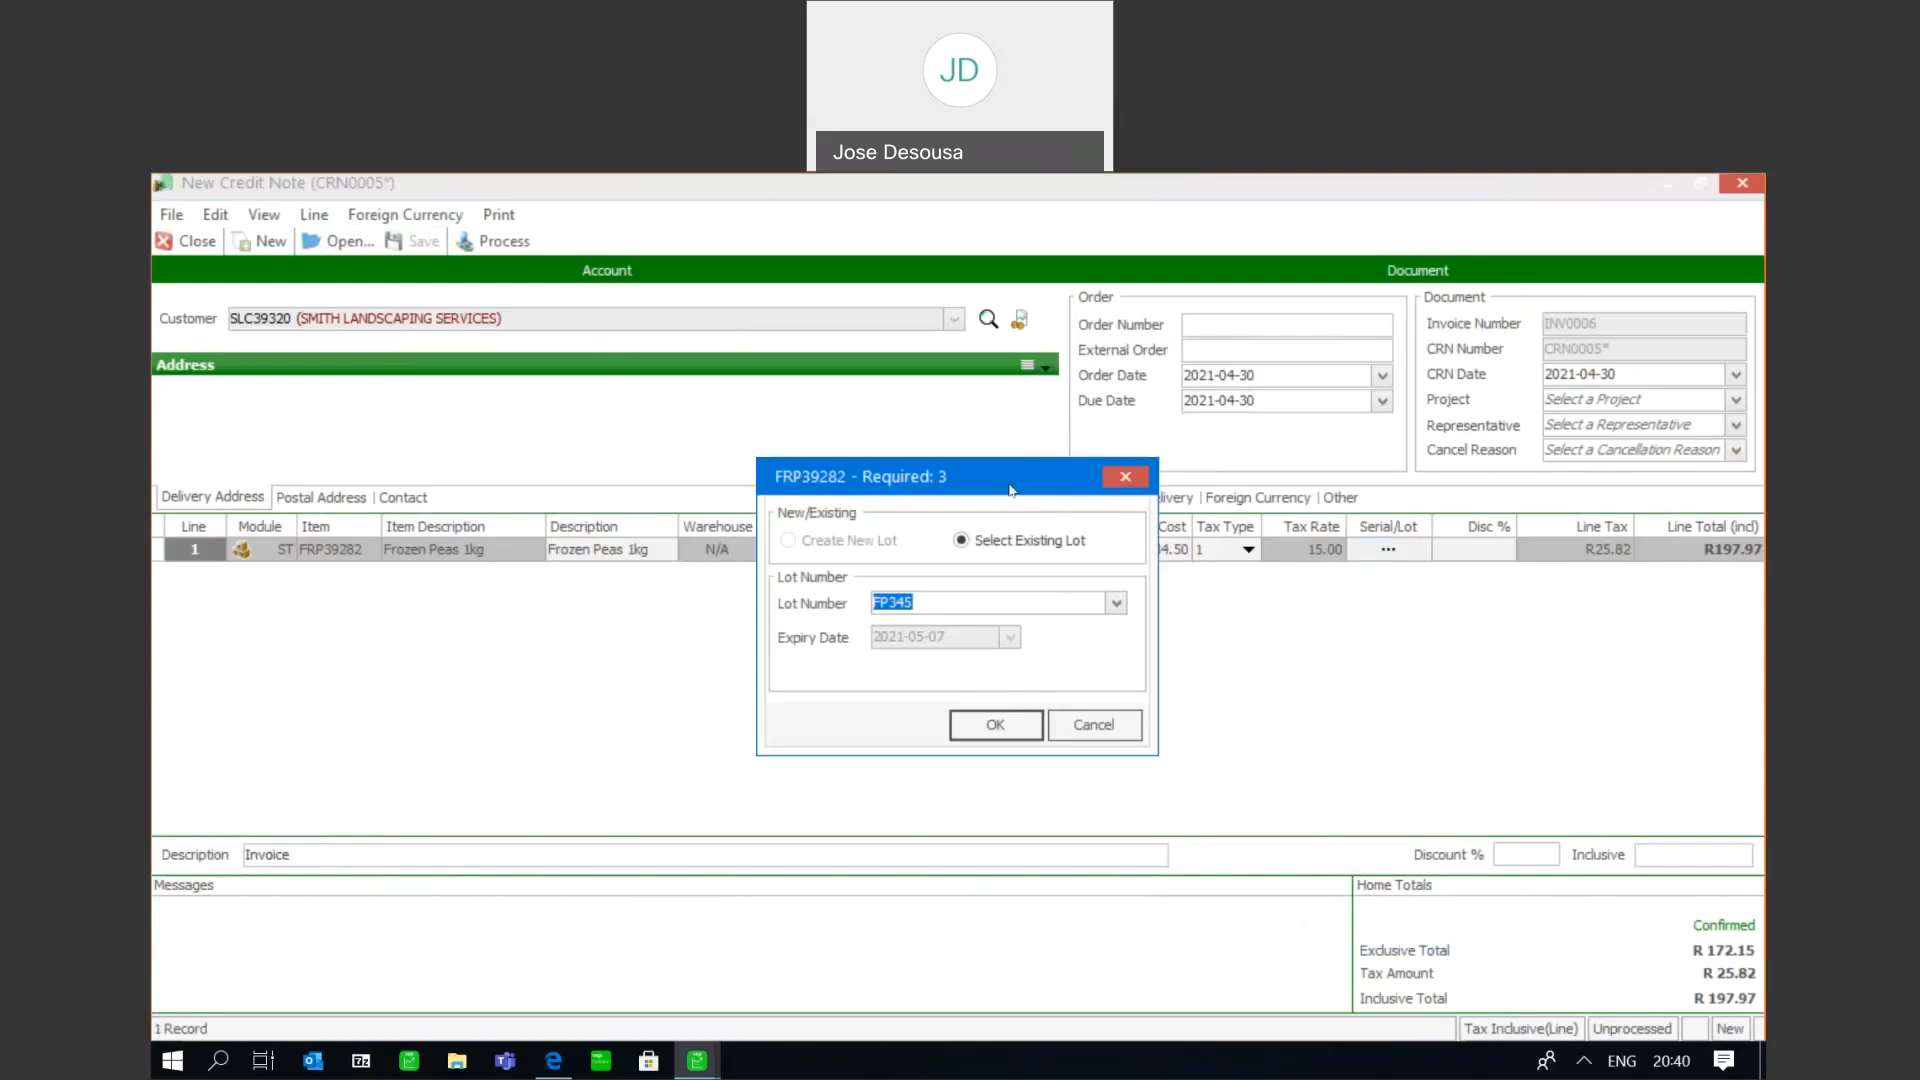 JD
Jose Desousa
New Credit Note (CRN0005*)
File Edit View Line Foreign Currency Print
Close New Open... Save Process
Account Document
Customer SLC39320 (SMITH LANDSCAPING SERVICES)
Address
Order
Order Number
External Order
Order Date 2021-04-30
Due Date 2021-04-30
Document
Invoice Number INV0006
CRN Number CRN0005*
CRN Date 2021-04-30
Project Select a Project
Representative Select a Representative
Cancel Reason Select a Cancellation Reason
Delivery Address Postal Address Contact livery Foreign Currency Other
Line Module Item Item Description Description Warehouse Cost Tax Type Tax Rate Serial/Lot Disc % Line Tax Line Total (incl)
1 ST FRP39282 Frozen Peas 1kg Frozen Peas 1kg N/A 4.50 1 15.00 ... R25.82 R197.97
FRP39282 - Required: 3
New/Existing
Create New Lot Select Existing Lot
Lot Number
Lot Number FP345
Expiry Date 2021-05-07
OK Cancel
Description Invoice Discount % Inclusive
Messages Home Totals
Confirmed
Exclusive Total R 172.15
Tax Amount R 25.82
Inclusive Total R 197.97
1 Record Tax Inclusive(Line) Unprocessed New
ENG 20:40